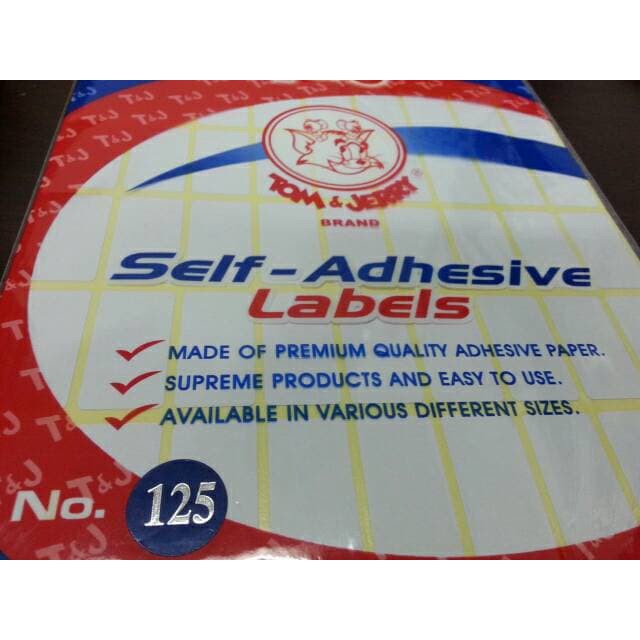 T&J T&J T&J T&J T&J
TOM & JERRY®
BRAND
Self-Adhesive
Labels
MADE OF PREMIUM QUALITY ADHESIVE PAPER.
SUPREME PRODUCTS AND EASY TO USE.
AVAILABLE IN VARIOUS DIFFERENT SIZES.
T&J
No. 125
T&J